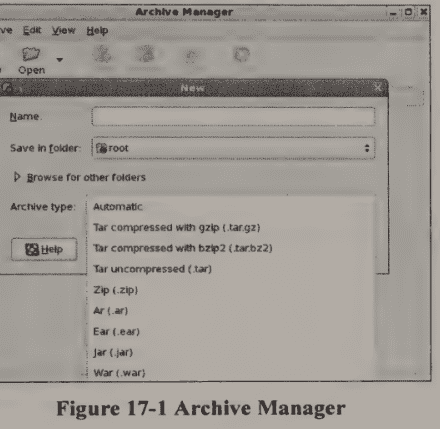 Archive Manager
ve Edit View Help
Open
New
Name:
Save in folder: root
Browse for other folders
Archive type: Automatic
Tar compressed with gzip (.tar.gz)
Tar compressed with bzip2 (.tar.bz2)
Help
Tar uncompressed (.tar)
Zip (.zip)
Ar (.ar)
Ear (.ear)
Jar (.jar)
War (.war)
Figure 17-1 Archive Manager